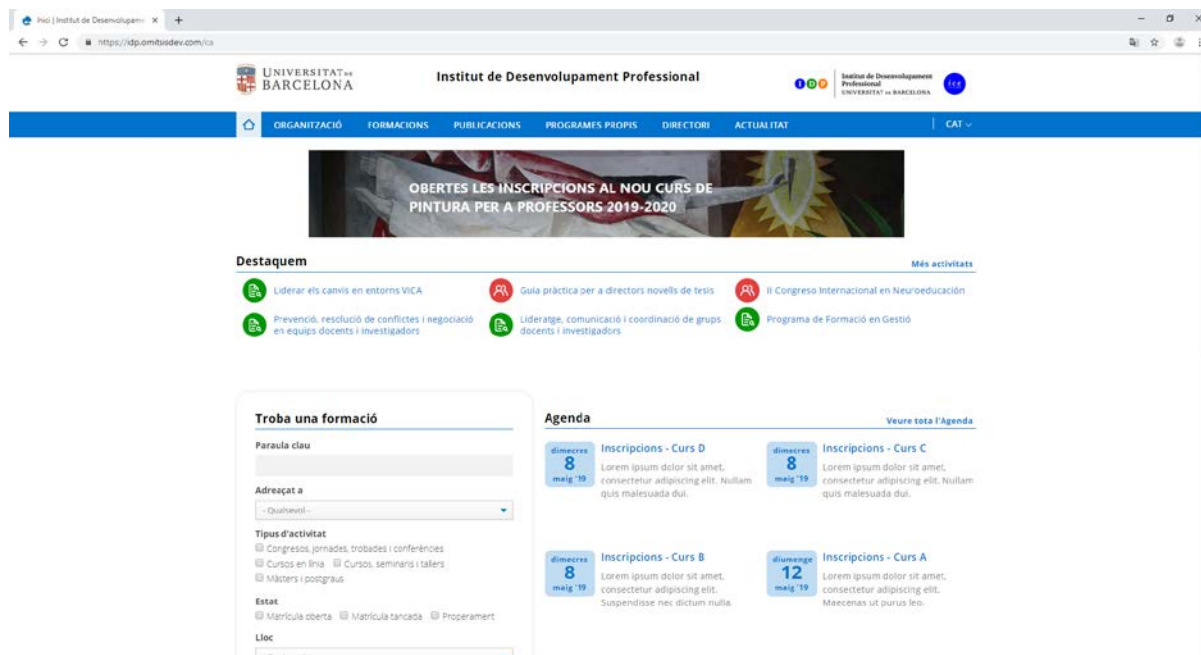 Inici | Institut de Desenvolupame
https://idp.omitsisdev.com/ca
UNIVERSITAT DE
BARCELONA
Institut de Desenvolupament Professional
IDP
Institut de Desenvolupament
Professional
UNIVERSITAT DE BARCELONA
ice
ORGANITZACIÓ FORMACIONS PUBLICACIONS PROGRAMES PROPIS DIRECTORI ACTUALITAT CAT
OBERTES LES INSCRIPCIONS AL NOU CURS DE
PINTURA PER A PROFESSORS 2019-2020
Destaquem
Més activitats
Liderar els canvis en entorns VICA
Guia pràctica per a directors novells de tesis
II Congreso Internacional en Neuroeducación
Prevenció, resolució de conflictes i negociació
en equips docents i investigadors
Lideratge, comunicació i coordinació de grups
docents i investigadors
Programa de Formació en Gestió
Troba una formació
Paraula clau
Adreçat a
- Qualsevol -
Tipus d'activitat
Congresos, jornades, trobades i conferències
Cursos en línia Cursos, seminaris i tallers
Màsters i postgraus
Estat
Matrícula oberta Matrícula tancada Properament
Lloc
Agenda
Veure tota l'Agenda
dimecres
8
maig '19
Inscripcions - Curs D
Lorem ipsum dolor sit amet,
consectetur adipiscing elit. Nullam
quis malesuada dui.
dimecres
8
maig '19
Inscripcions - Curs C
Lorem ipsum dolor sit amet,
consectetur adipiscing elit. Nullam
quis malesuada dui.
dimecres
8
maig '19
Inscripcions - Curs B
Lorem ipsum dolor sit amet,
consectetur adipiscing elit.
Suspendisse nec dictum nulla.
diumenge
12
maig '19
Inscripcions - Curs A
Lorem ipsum dolor sit amet,
consectetur adipiscing elit.
Maecenas ut purus leo.